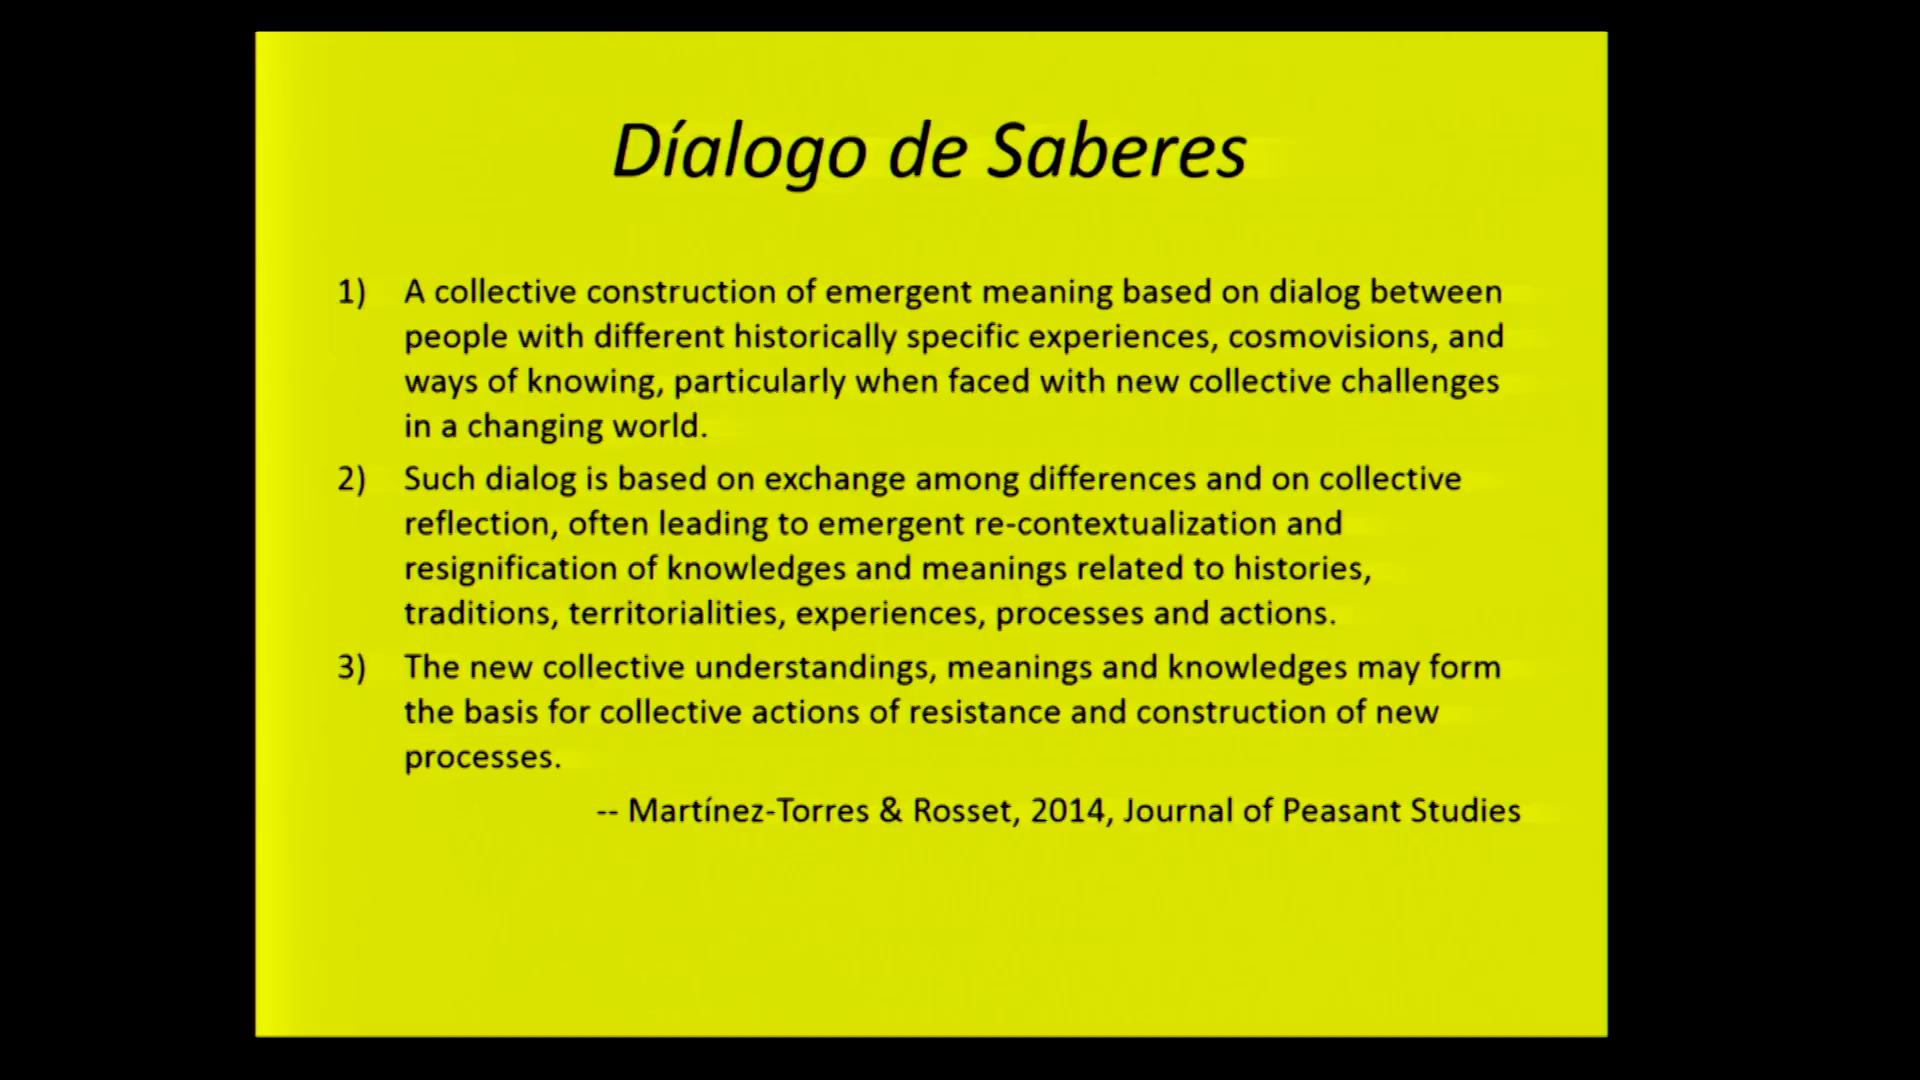 Díalogo de Saberes
1) A collective construction of emergent meaning based on dialog between
people with different historically specific experiences, cosmovisions, and
ways of knowing, particularly when faced with new collective challenges
in a changing world.
2) Such dialog is based on exchange among differences and on collective
reflection, often leading to emergent re-contextualization and
resignification of knowledges and meanings related to histories,
traditions, territorialities, experiences, processes and actions.
3) The new collective understandings, meanings and knowledges may form
the basis for collective actions of resistance and construction of new
processes.
-- Martínez-Torres & Rosset, 2014, Journal of Peasant Studies